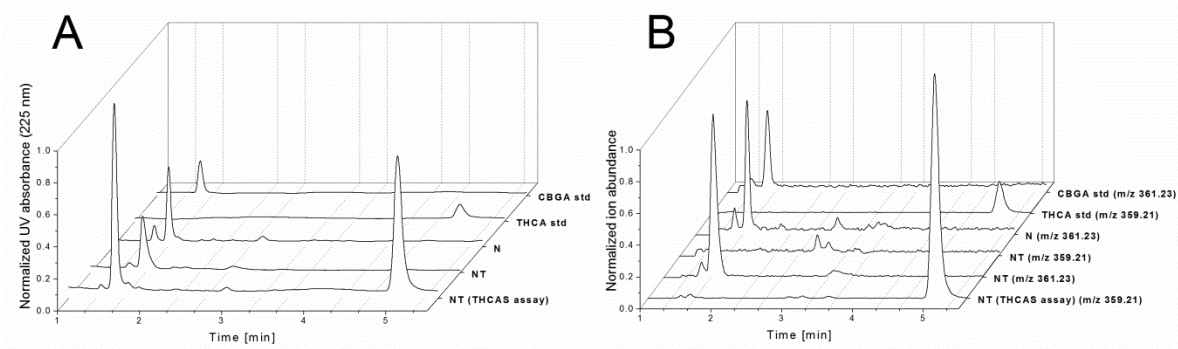 A
Normalized UV absorbance (225 nm)
1.0
0.8
0.6
0.4
0.2
0.0
1
2
3
4
5
Time [min]
CBGA std
THCA std
N
NT
NT (THCAS assay)
B
Normalized ion abundance
1.0
0.8
0.6
0.4
0.2
0.0
1
2
3
4
5
Time [min]
CBGA std (m/z 361.23)
THCA std (m/z 359.21)
N (m/z 361.23)
NT (m/z 359.21)
NT (m/z 361.23)
NT (THCAS assay) (m/z 359.21)